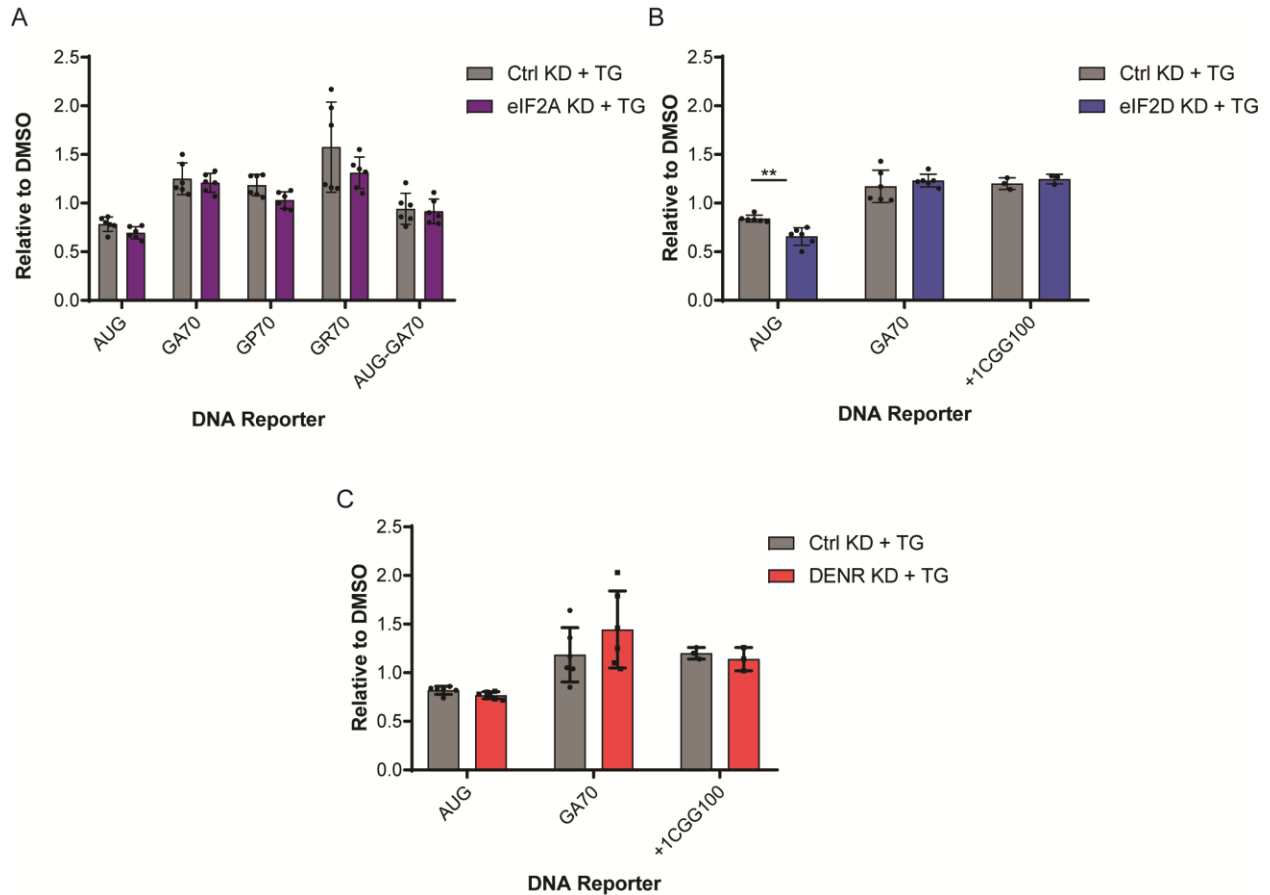 A
Relative to DMSO
2.5
2.0
1.5
1.0
0.5
0.0
Ctrl KD + TG
eIF2A KD + TG
AUG
GA70
GP70
GR70
AUG-GA70
DNA Reporter
B
Relative to DMSO
2.5
2.0
1.5
1.0
0.5
0.0
**
Ctrl KD + TG
eIF2D KD + TG
AUG
GA70
+1CGG100
DNA Reporter
C
Relative to DMSO
2.5
2.0
1.5
1.0
0.5
0.0
Ctrl KD + TG
DENR KD + TG
AUG
GA70
+1CGG100
DNA Reporter